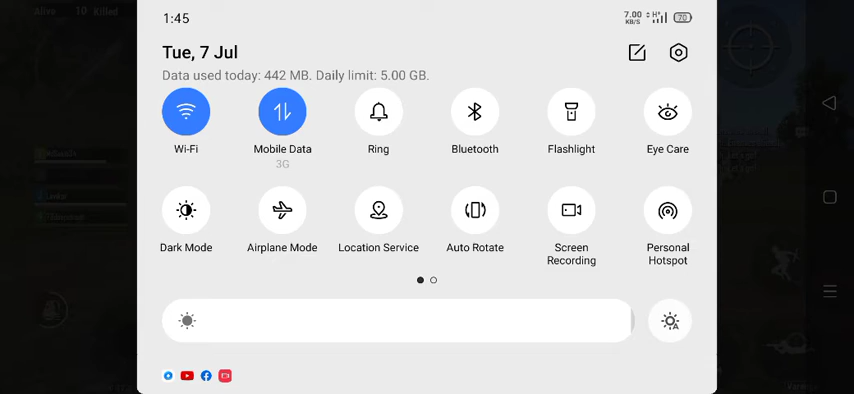 Alive 10 Killed
1:45
7.00 KB/S H+ 70
Tue, 7 Jul
Data used today: 442 MB. Daily limit: 5.00 GB.
Wi-Fi
Mobile Data
3G
Ring
Bluetooth
Flashlight
Eye Care
Dark Mode
Airplane Mode
Location Service
Auto Rotate
Screen
Recording
Personal
Hotspot
A